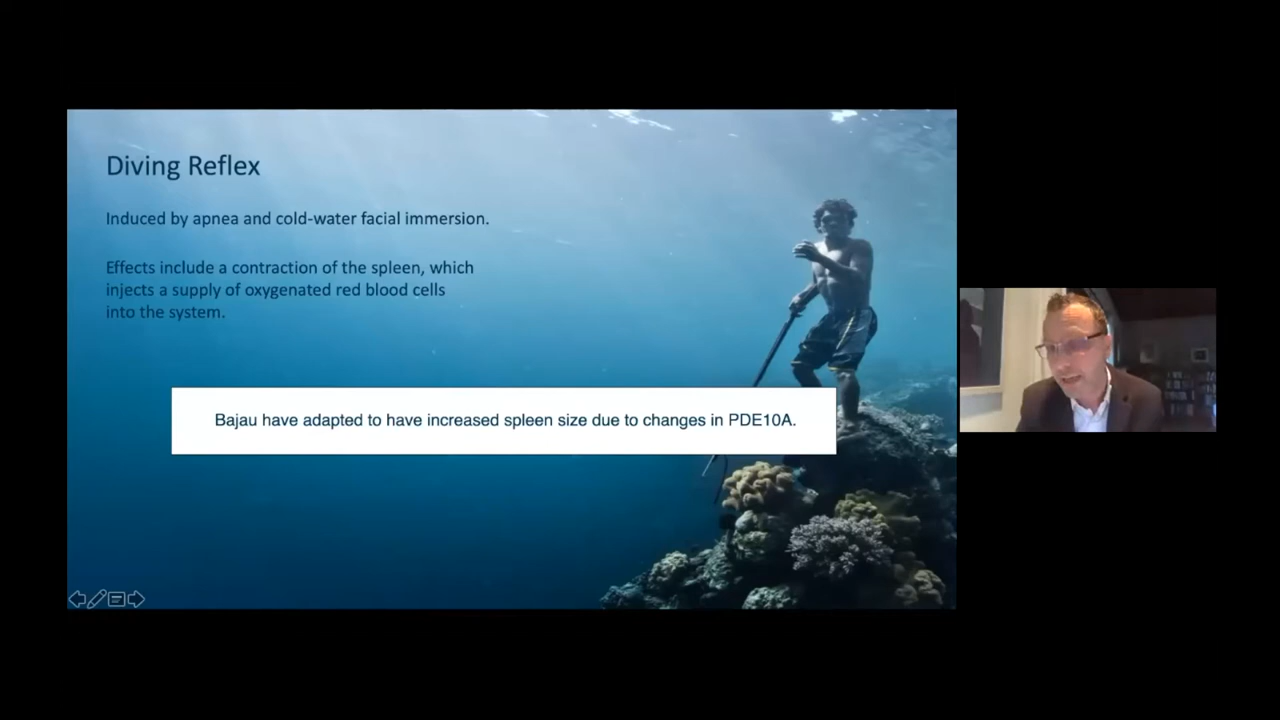 Diving Reflex
Induced by apnea and cold-water facial immersion.
Effects include a contraction of the spleen, which
injects a supply of oxygenated red blood cells
into the system.
Bajau have adapted to have increased spleen size due to changes in PDE10A.